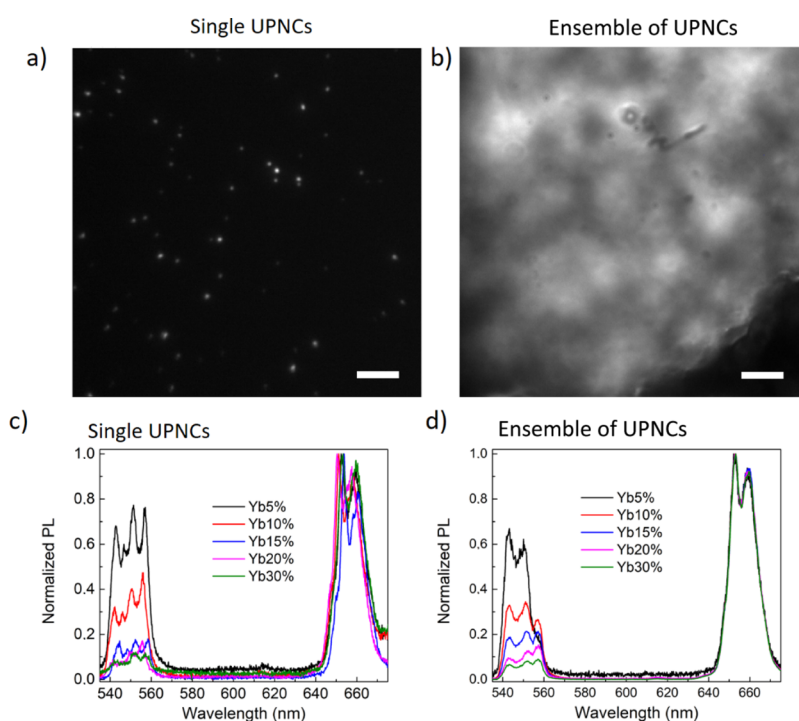 Single UPNCs
Ensemble of UPNCs
a)
b)
c)
Single UPNCs
d)
Ensemble of UPNCs
Normalized PL
1.0
0.8
0.6
0.4
0.2
0.0
Yb5%
Yb10%
Yb15%
Yb20%
Yb30%
540 560 580 600 620 640 660
Wavelength (nm)
Normalized PL
1.0
0.8
0.6
0.4
0.2
0.0
Yb5%
Yb10%
Yb15%
Yb20%
Yb30%
540 560 580 600 620 640 660
Wavelength (nm)